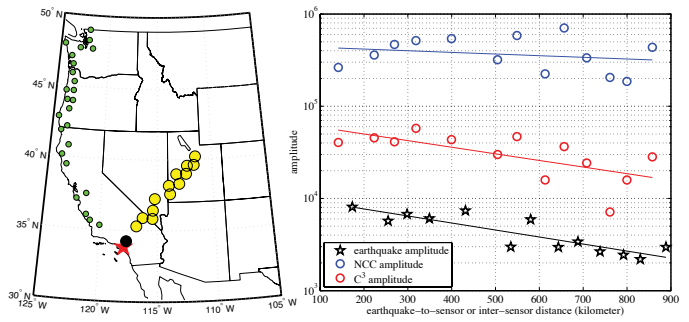 50° N
45° N
40° N
35° N
30° N
125° W
120° W
115° W
110° W
105° W
10^6
10^5
10^4
10^3
amplitude
earthquake amplitude
NCC amplitude
C^3 amplitude
100 200 300 400 500 600 700 800 900
earthquake-to-sensor or inter-sensor distance (kilometer)